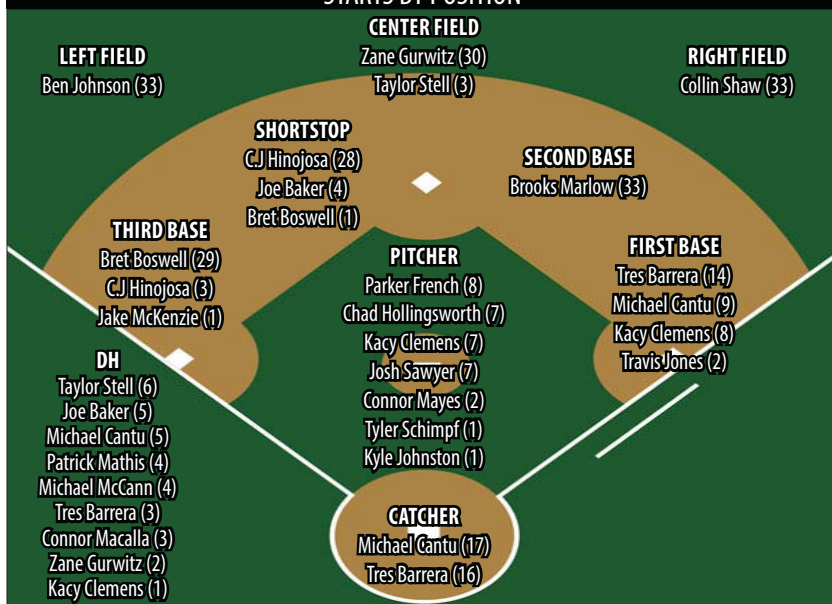 STARTS BY POSITION
LEFT FIELD
Ben Johnson (33)
CENTER FIELD
Zane Gurwitz (30)
Taylor Stell (3)
RIGHT FIELD
Collin Shaw (33)
SHORTSTOP
C.J Hinojosa (28)
Joe Baker (4)
Bret Boswell (1)
SECOND BASE
Brooks Marlow (33)
THIRD BASE
Bret Boswell (29)
C.J Hinojosa (3)
Jake McKenzie (1)
PITCHER
Parker French (8)
Chad Hollingsworth (7)
Kacy Clemens (7)
Josh Sawyer (7)
Connor Mayes (2)
Tyler Schimpf (1)
Kyle Johnston (1)
FIRST BASE
Tres Barrera (14)
Michael Cantu (9)
Kacy Clemens (8)
Travis Jones (2)
DH
Taylor Stell (6)
Joe Baker (5)
Michael Cantu (5)
Patrick Mathis (4)
Michael McCann (4)
Tres Barrera (3)
Connor Macalla (3)
Zane Gurwitz (2)
Kacy Clemens (1)
CATCHER
Michael Cantu (17)
Tres Barrera (16)